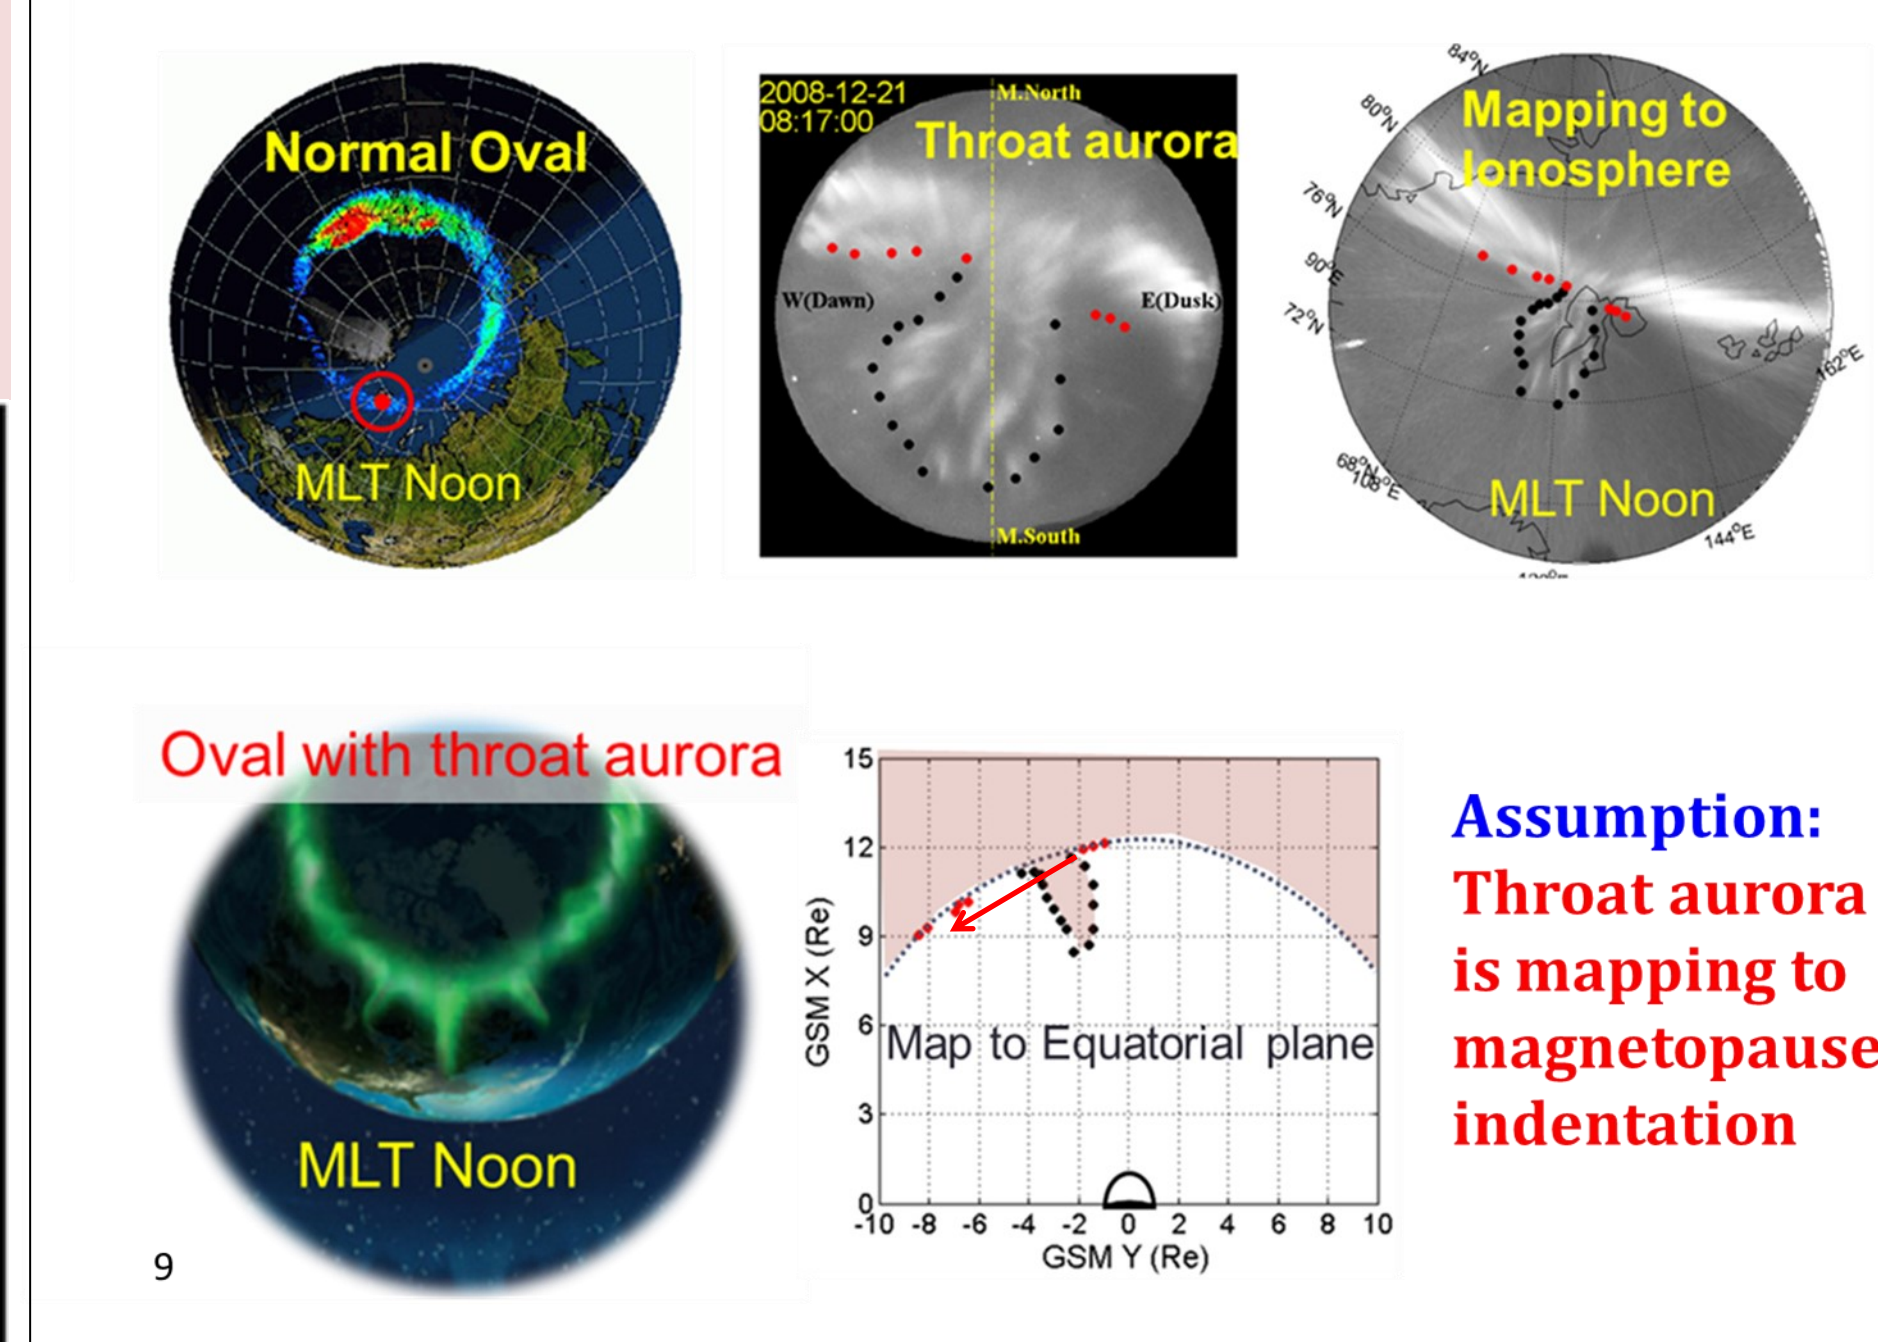 Normal Oval
MLT Noon
2008-12-21
08:17:00
M.North
Throat aurora
W(Dawn)
E(Dusk)
M.South
84°N
80°N
76°N
90°E
72°N
68°N
108°E
Mapping to
Ionosphere
MLT Noon
162°E
144°E
Oval with throat aurora
MLT Noon
9
15
12
9
6
3
0
GSM X (Re)
Map to Equatorial plane
-10 -8 -6 -4 -2 0 2 4 6 8 10
GSM Y (Re)
Assumption:
Throat aurora
is mapping to
magnetopause
indentation